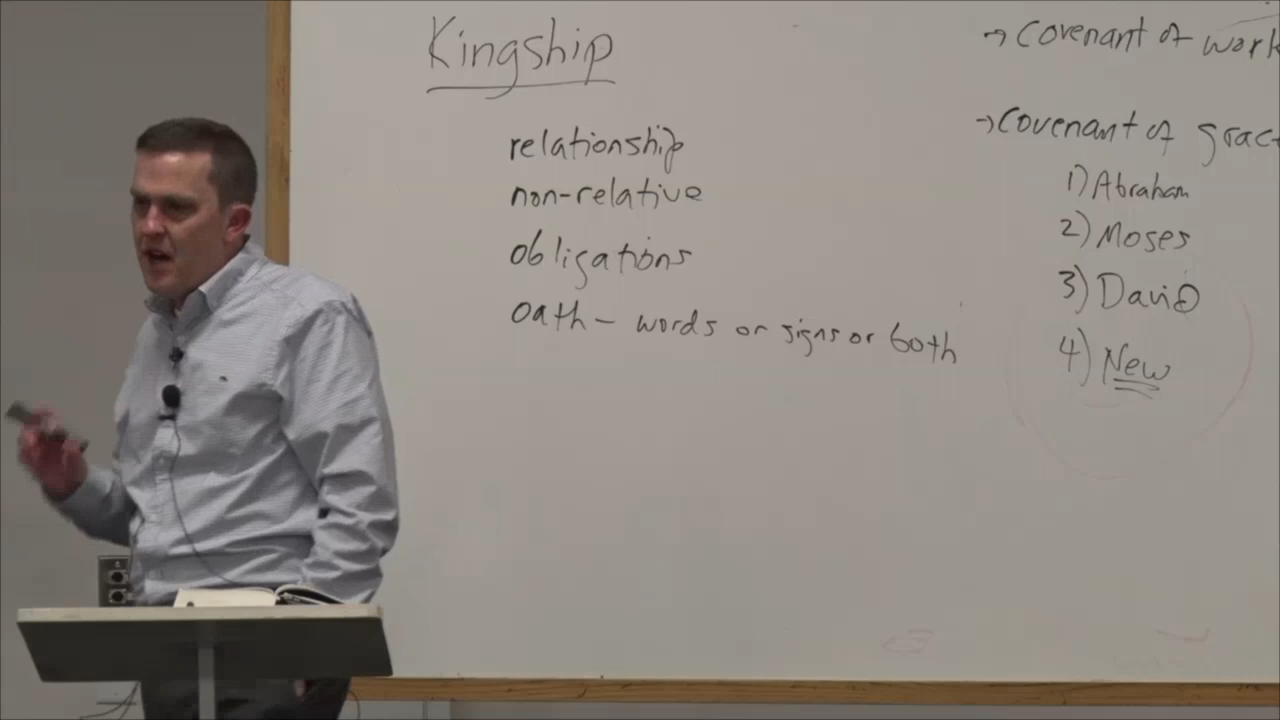 Kingship
relationship
non-relative
obligations
oath - words or signs or both
→ Covenant of work
→ Covenant of grac
1) Abraham
2) Moses
3) David
4) New